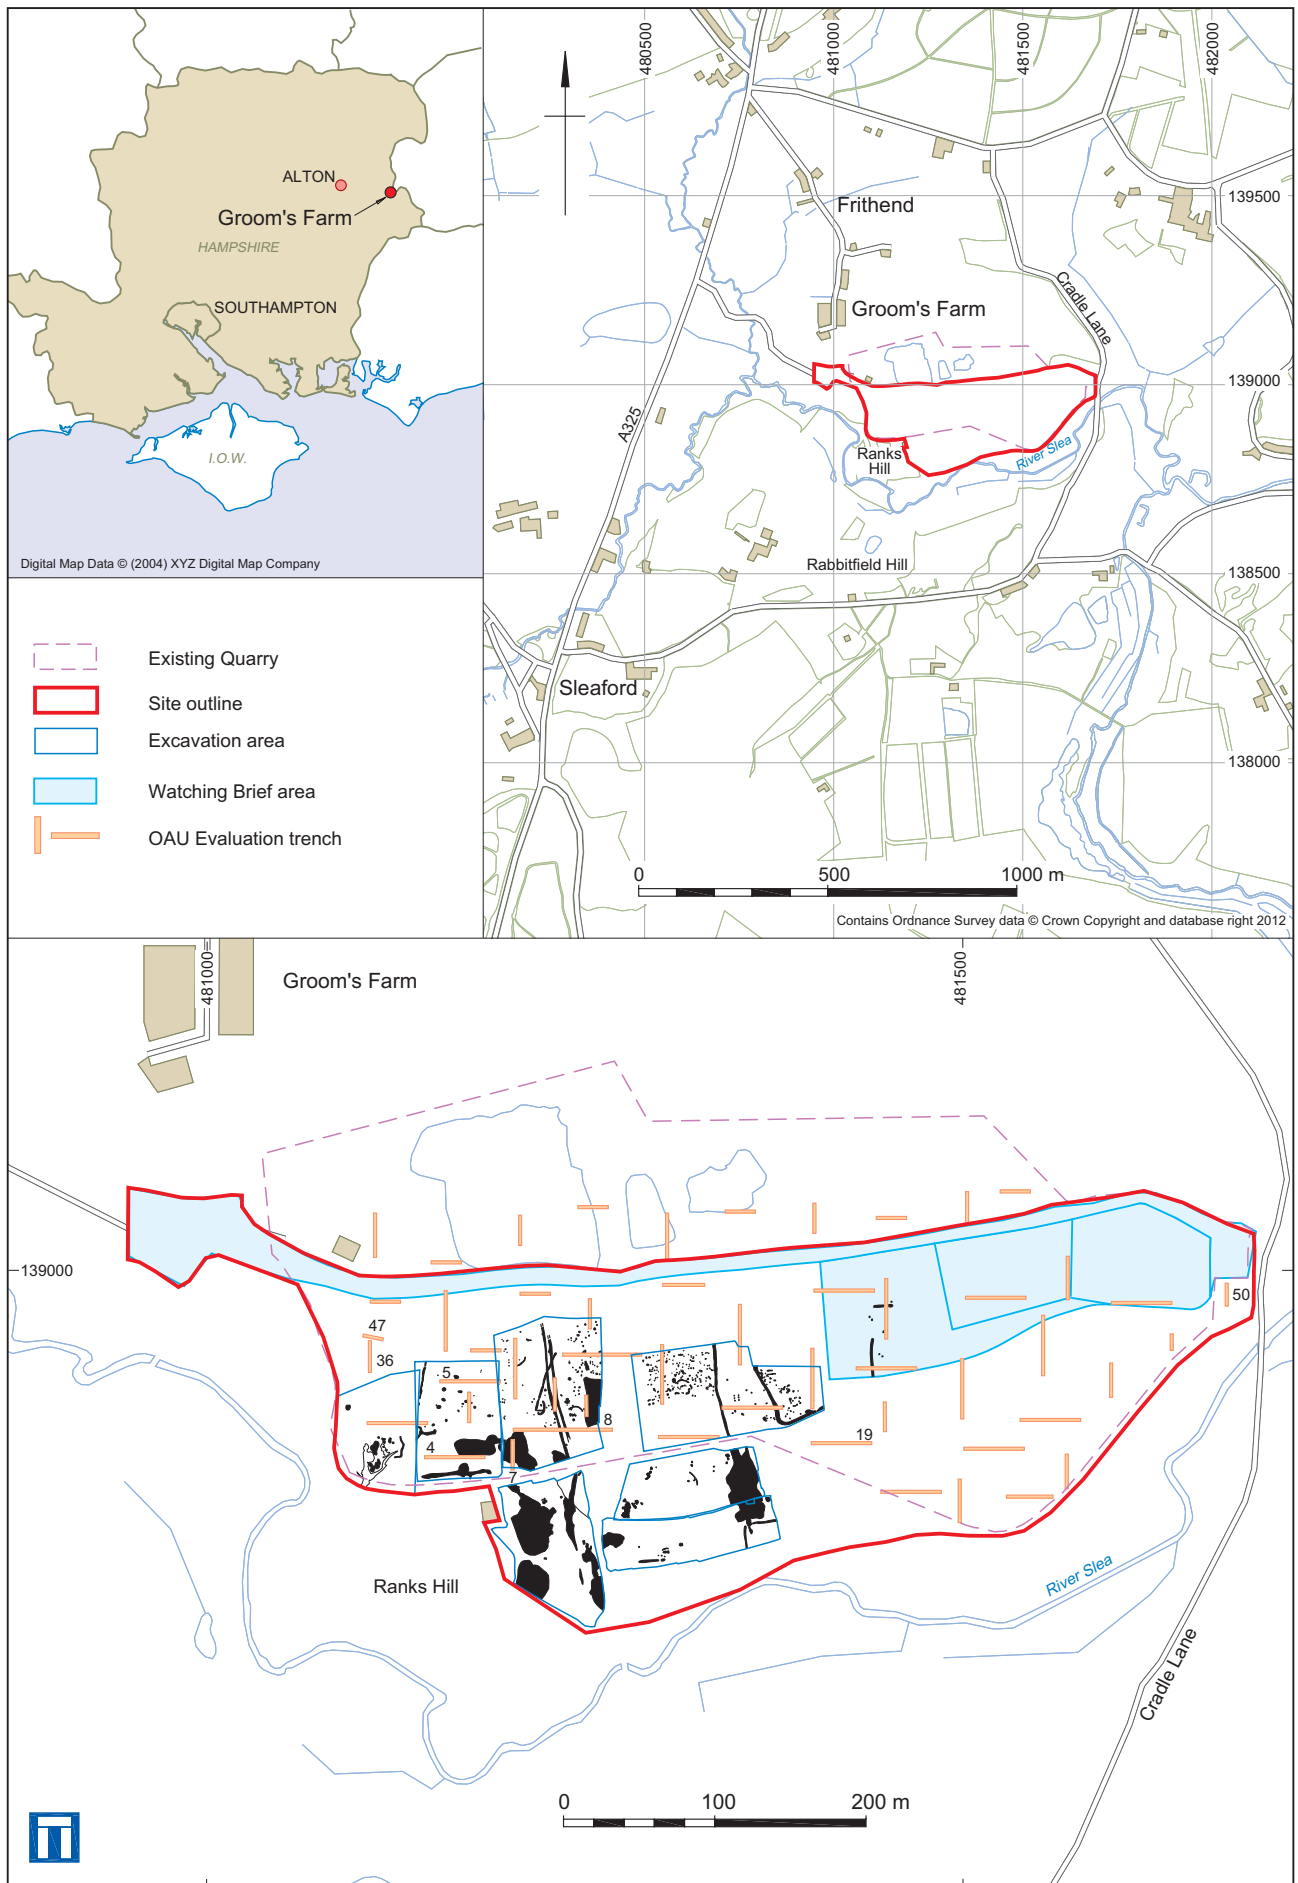 ALTON
Groom's Farm
HAMPSHIRE
SOUTHAMPTON
I.O.W.
Digital Map Data © (2004) XYZ Digital Map Company
480500
481000
481500
482000
139500
Frithend
Cradle Lane
Groom's Farm
139000
A325
Ranks
Hill
River Slea
Rabbitfield Hill
138500
Sleaford
138000
0 500 1000 m
Contains Ordnance Survey data © Crown Copyright and database right 2012
Existing Quarry
Site outline
Excavation area
Watching Brief area
OAU Evaluation trench
481000
Groom's Farm
481500
139000
50
47
36
5
8
4
19
7
Ranks Hill
River Slea
Cradle Lane
0 100 200 m